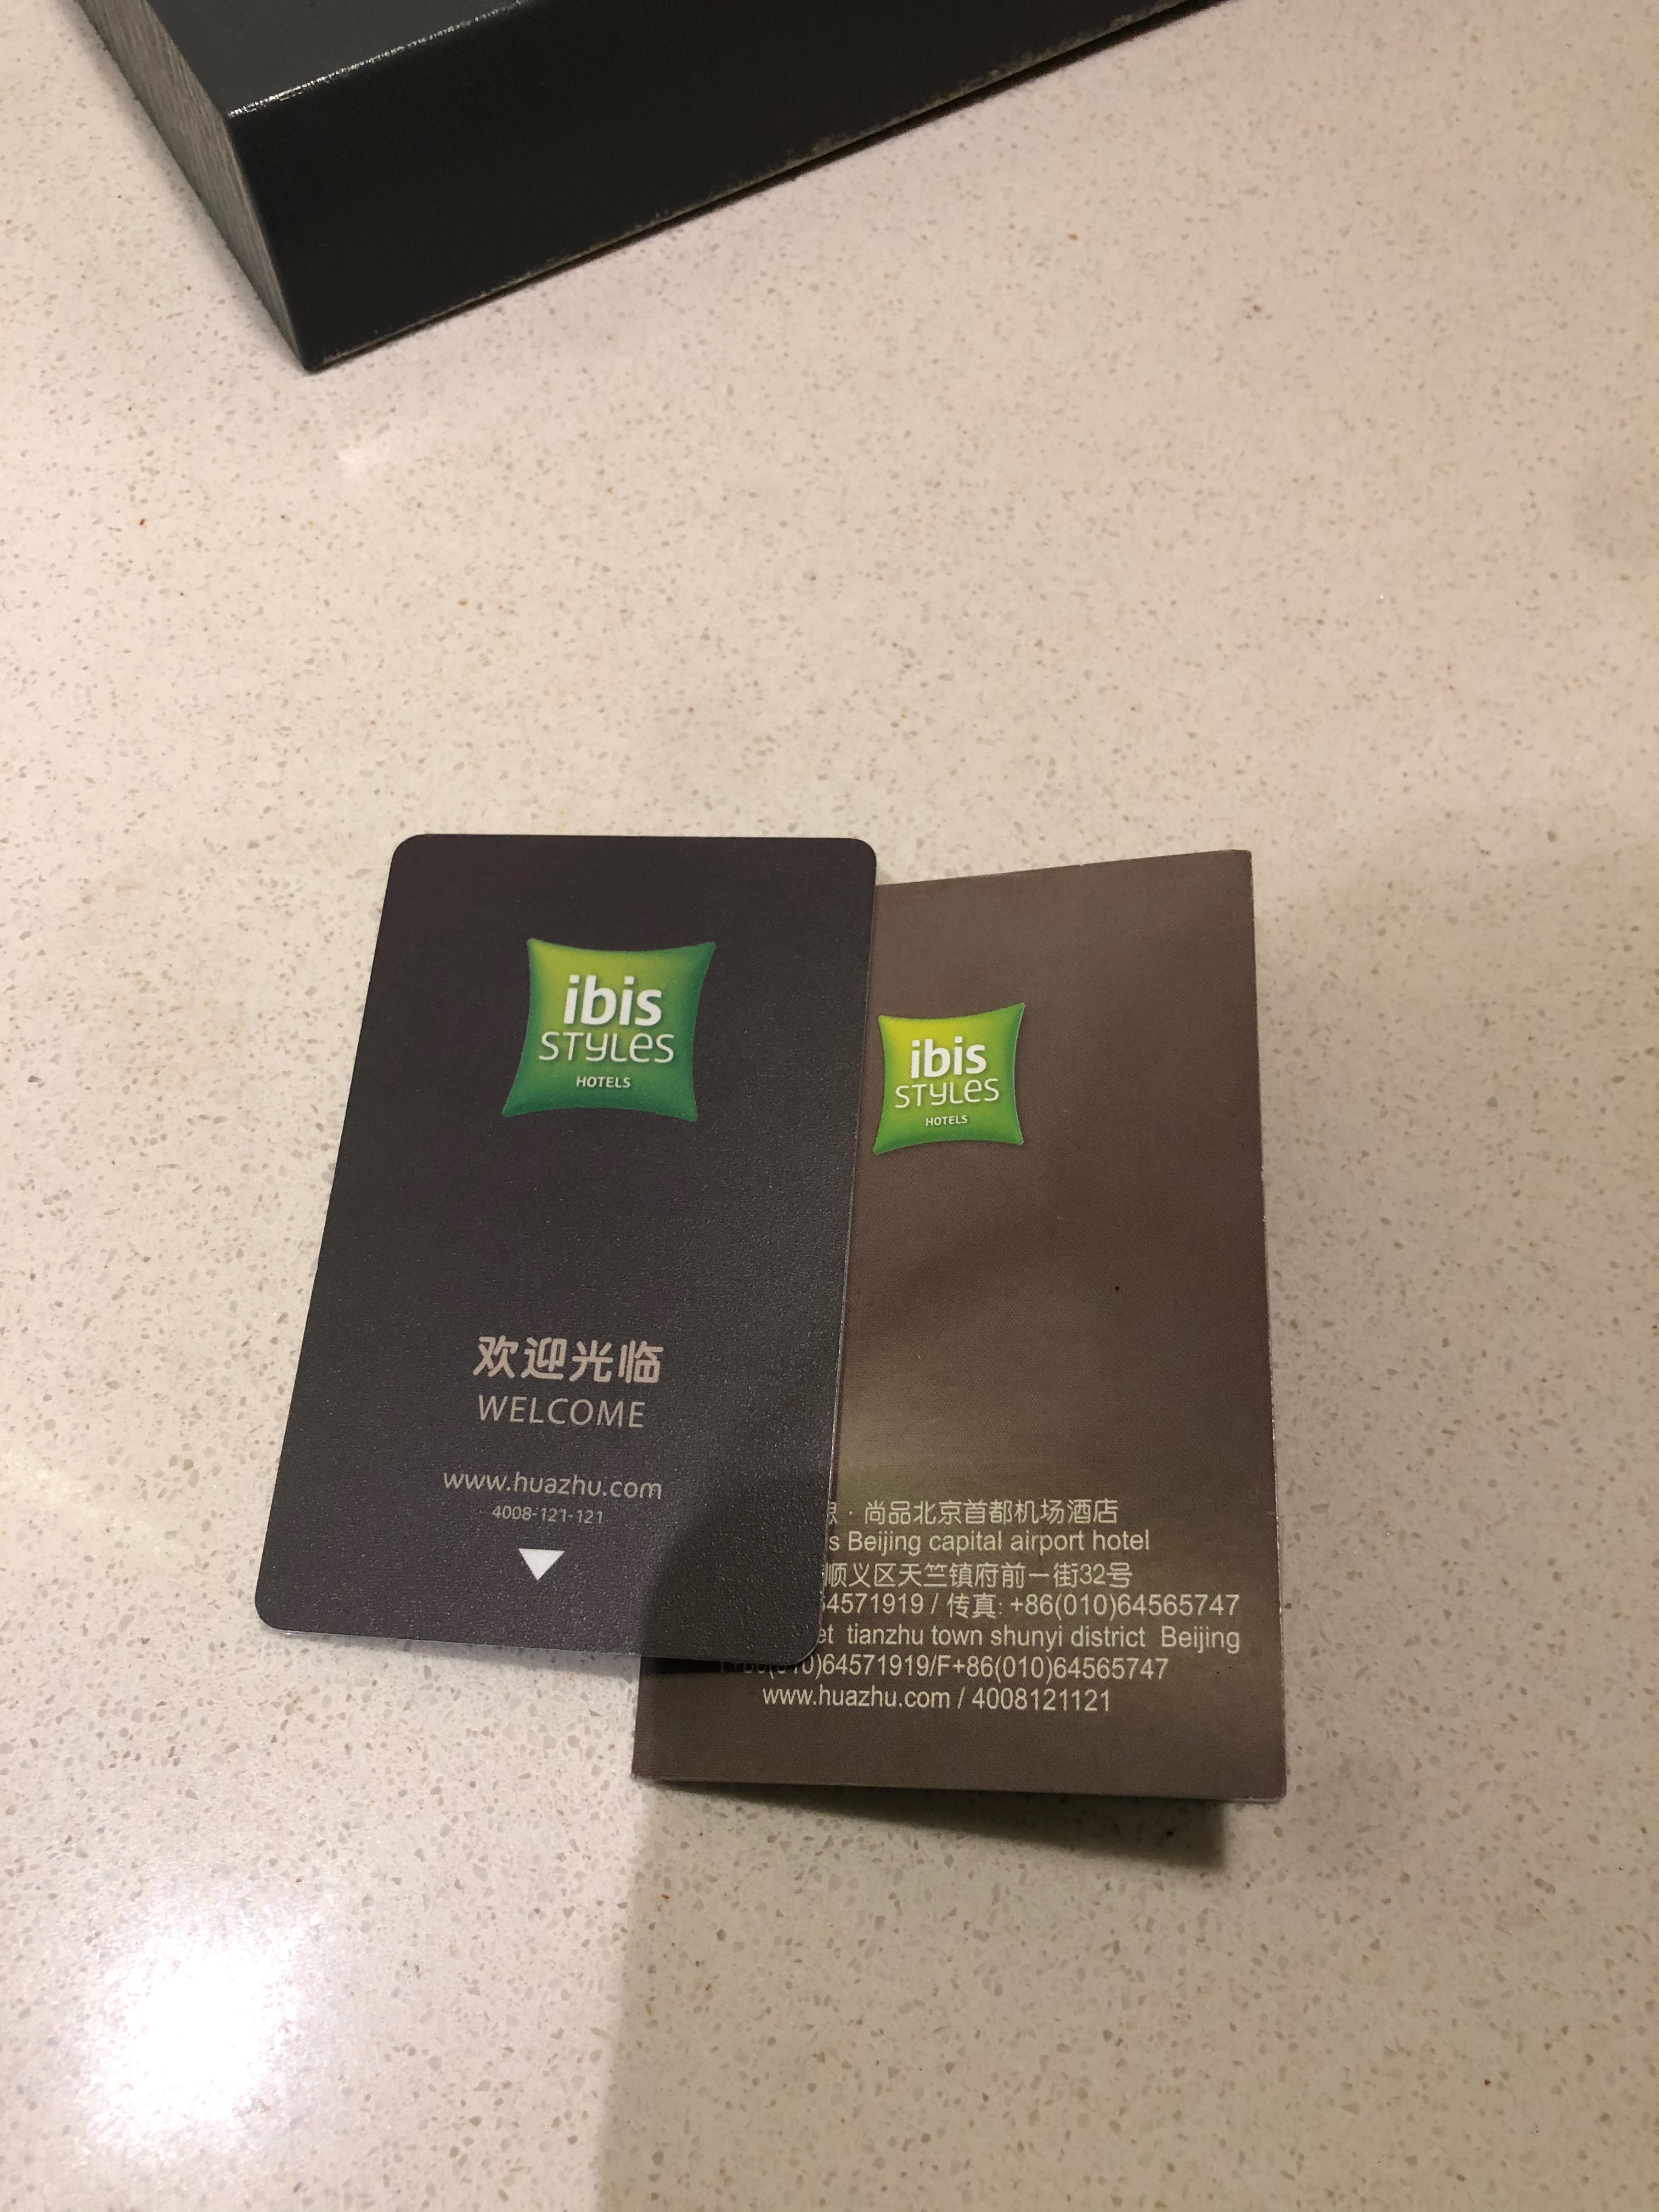 ibis
STYLES
HOTELS
欢迎光临
WELCOME
www.huazhu.com
4008-121-121
ibis
STYLES
HOTELS
· 尚品北京首都机场酒店
Beijing capital airport hotel
顺义区天竺镇府前一街32号
4571919 / 传真: +86(010)64565747
tianzhu town shunyi district Beijing
+86(010)64571919/F+86(010)64565747
www.huazhu.com / 4008121121